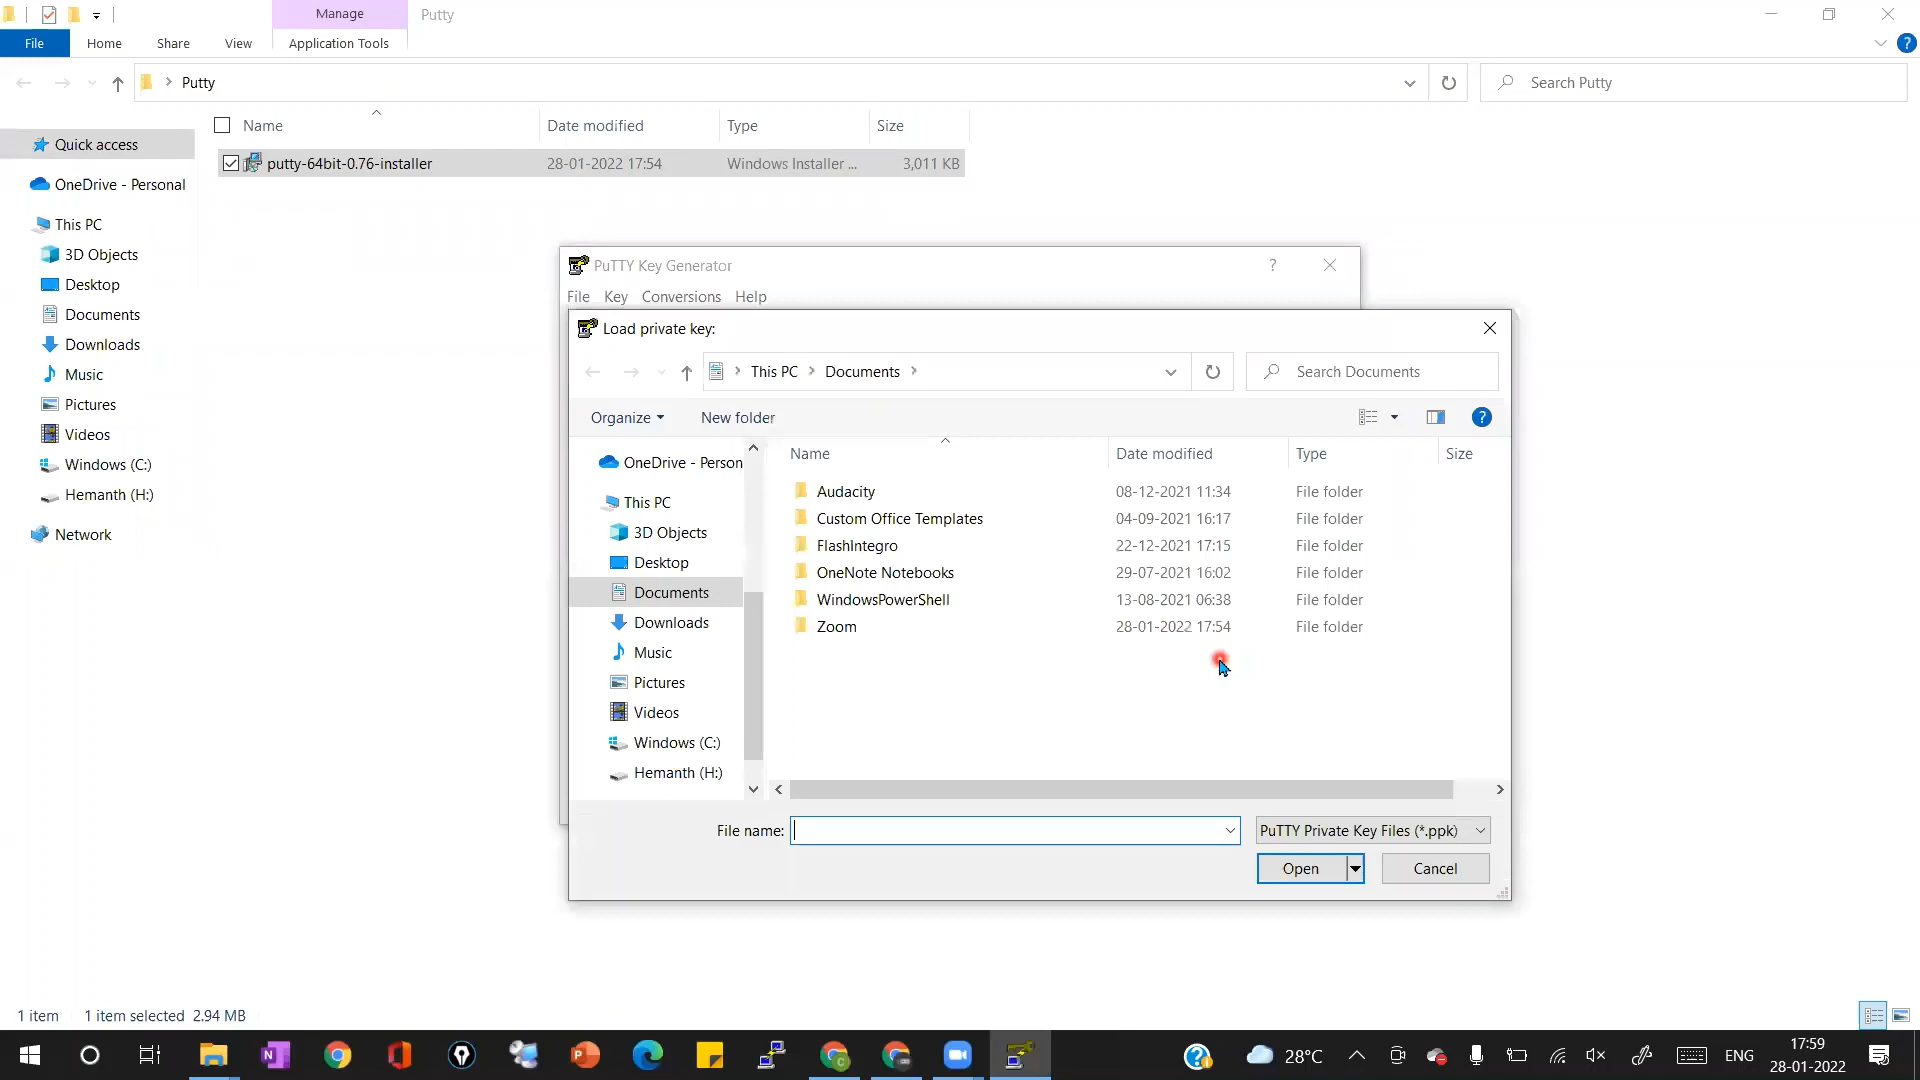 Manage
Putty
File
Home
Share
View
Application Tools
Putty
Search Putty
Name
Date modified
Type
Size
putty-64bit-0.76-installer
28-01-2022 17:54
Windows Installer ...
3,011 KB
Quick access
OneDrive - Personal
This PC
3D Objects
Desktop
Documents
Downloads
Music
Pictures
Videos
Windows (C:)
Hemanth (H:)
Network
PuTTY Key Generator
?
File
Key
Conversions
Help
Load private key:
This PC
Documents
Search Documents
Organize
New folder
?
OneDrive - Person
This PC
3D Objects
Desktop
Documents
Downloads
Music
Pictures
Videos
Windows (C:)
Hemanth (H:)
Name
Date modified
Type
Size
Audacity
08-12-2021 11:34
File folder
Custom Office Templates
04-09-2021 16:17
File folder
FlashIntegro
22-12-2021 17:15
File folder
OneNote Notebooks
29-07-2021 16:02
File folder
WindowsPowerShell
13-08-2021 06:38
File folder
Zoom
28-01-2022 17:54
File folder
File name:
PuTTY Private Key Files (*.ppk)
Open
Cancel
1 item
1 item selected
2.94 MB
28°C
ENG
17:59
28-01-2022